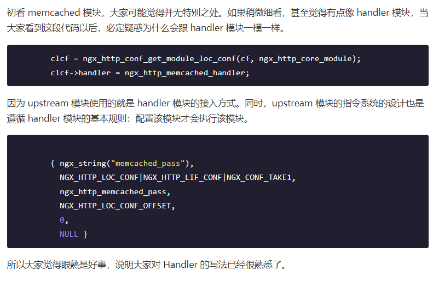 初看 memcached 模块，大家可能觉得并无特别之处。如果稍微细看，甚至觉得有点像 handler 模块，当
大家看到这段代码以后，必定疑惑为什么会跟 handler 模块一模一样。
clcf = ngx_http_conf_get_module_loc_conf(cf, ngx_http_core_module);
clcf->handler = ngx_http_memcached_handler;
因为 upstream 模块使用的就是 handler 模块的接入方式。同时，upstream 模块的指令系统的设计也是
遵循 handler 模块的基本规则：配置该模块才会执行该模块。
{ ngx_string("memcached_pass"),
NGX_HTTP_LOC_CONF|NGX_HTTP_LIF_CONF|NGX_CONF_TAKE1,
ngx_http_memcached_pass,
NGX_HTTP_LOC_CONF_OFFSET,
0,
NULL }
所以大家觉得眼熟是好事，说明大家对 Handler 的写法已经很熟悉了。